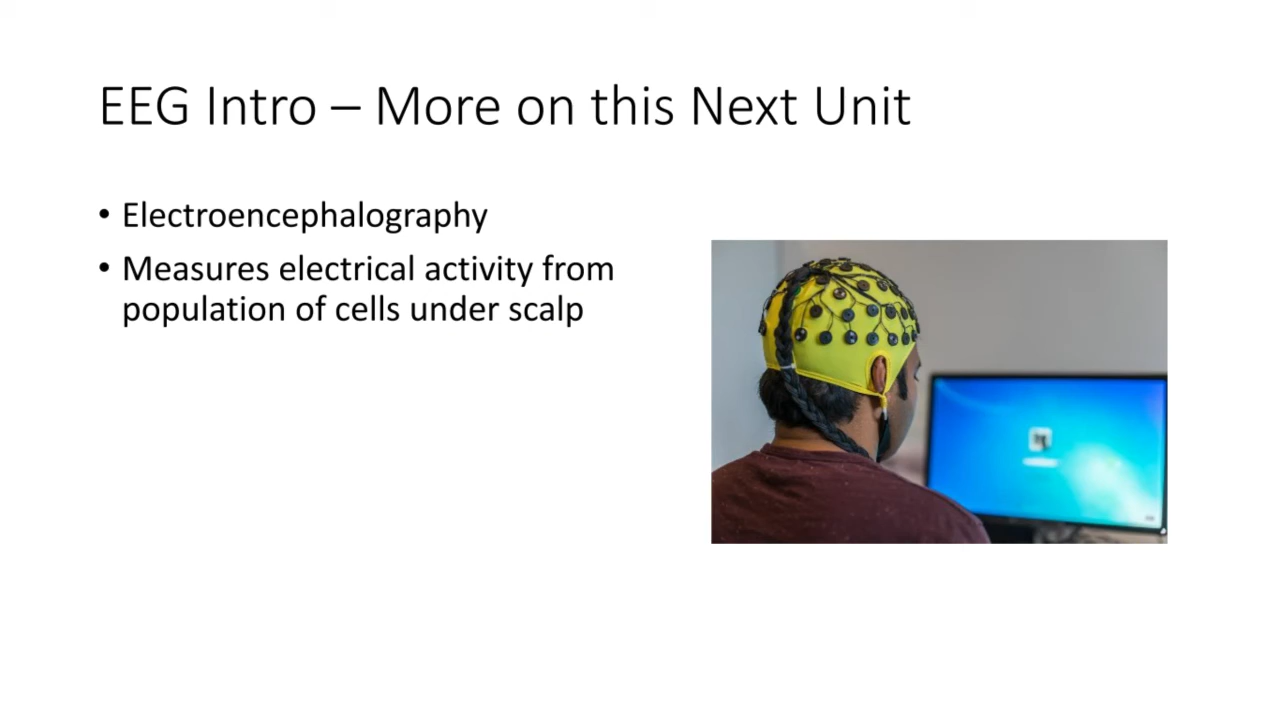 EEG Intro – More on this Next Unit
• Electroencephalography
• Measures electrical activity from
population of cells under scalp